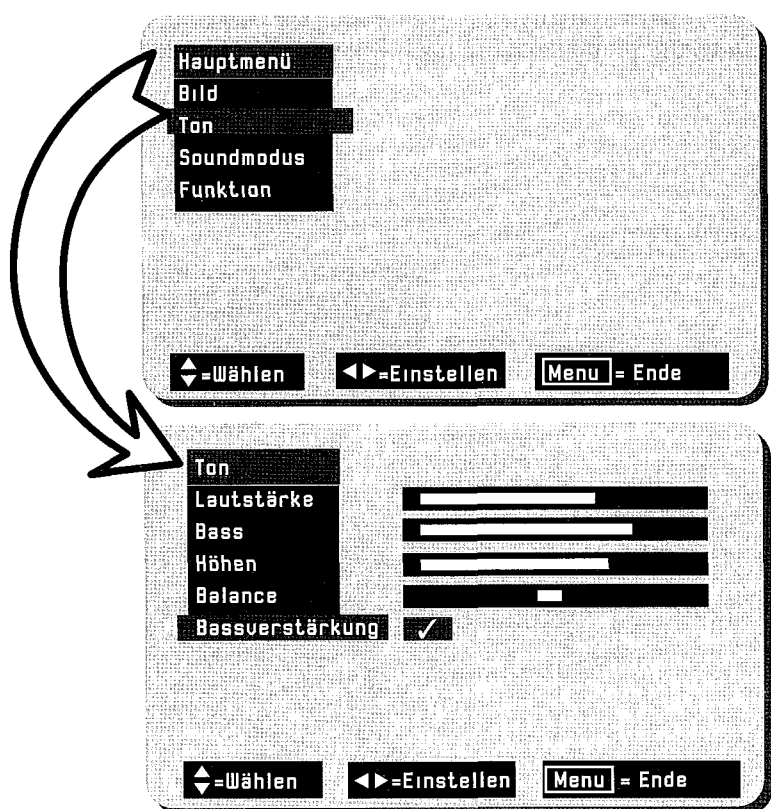 Hauptmenü
Bild
Ton
Soundmodus
Funktion
=Wählen ◄►=Einstellen Menu = Ende
Ton
Lautstärke
Bass
Höhen
Balance
Bassverstärkung ✓
=Wählen ◄►=Einstellen Menu = Ende